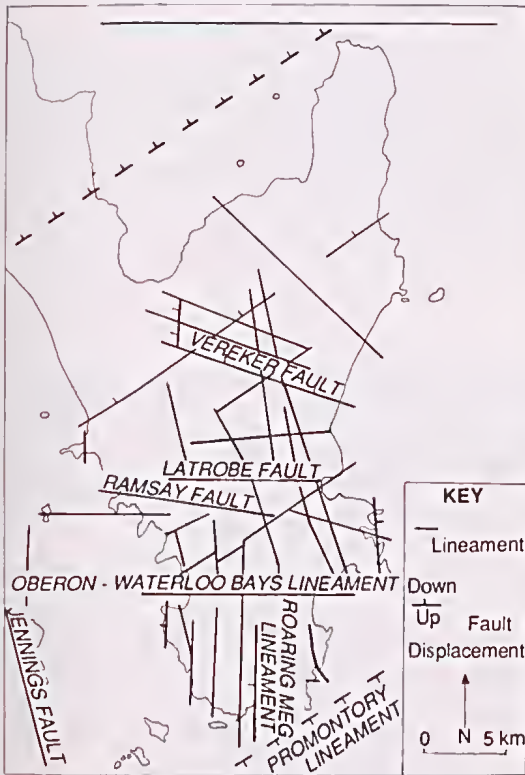 VEREKER FAULT
LATROBE FAULT
RAMSAY FAULT
OBERON - WATERLOO BAYS LINEAMENT
JENNINGS FAULT
ROARING MEG
LINEAMENT
PROMONTORY
LINEAMENT
KEY
Lineament
Down
Up Fault
Displacement
0 N 5 km